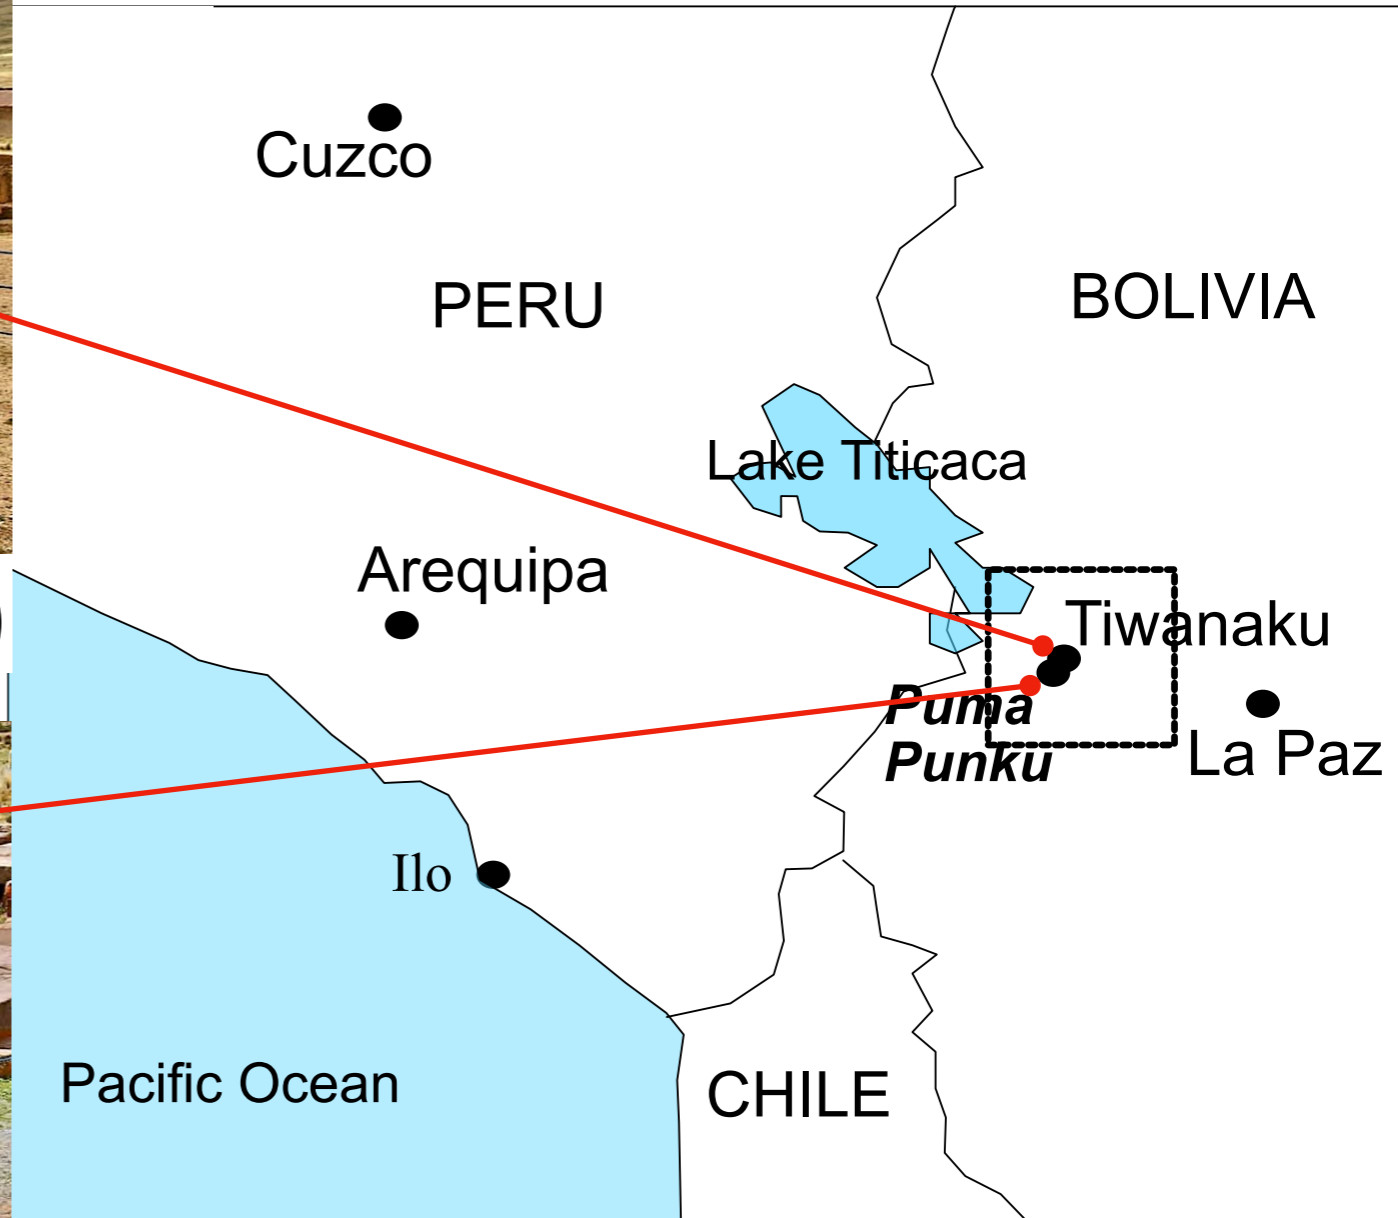 Cuzco
PERU
BOLIVIA
Lake Titicaca
Arequipa
Tiwanaku
Puma
Punku
La Paz
Ilo
Pacific Ocean
CHILE